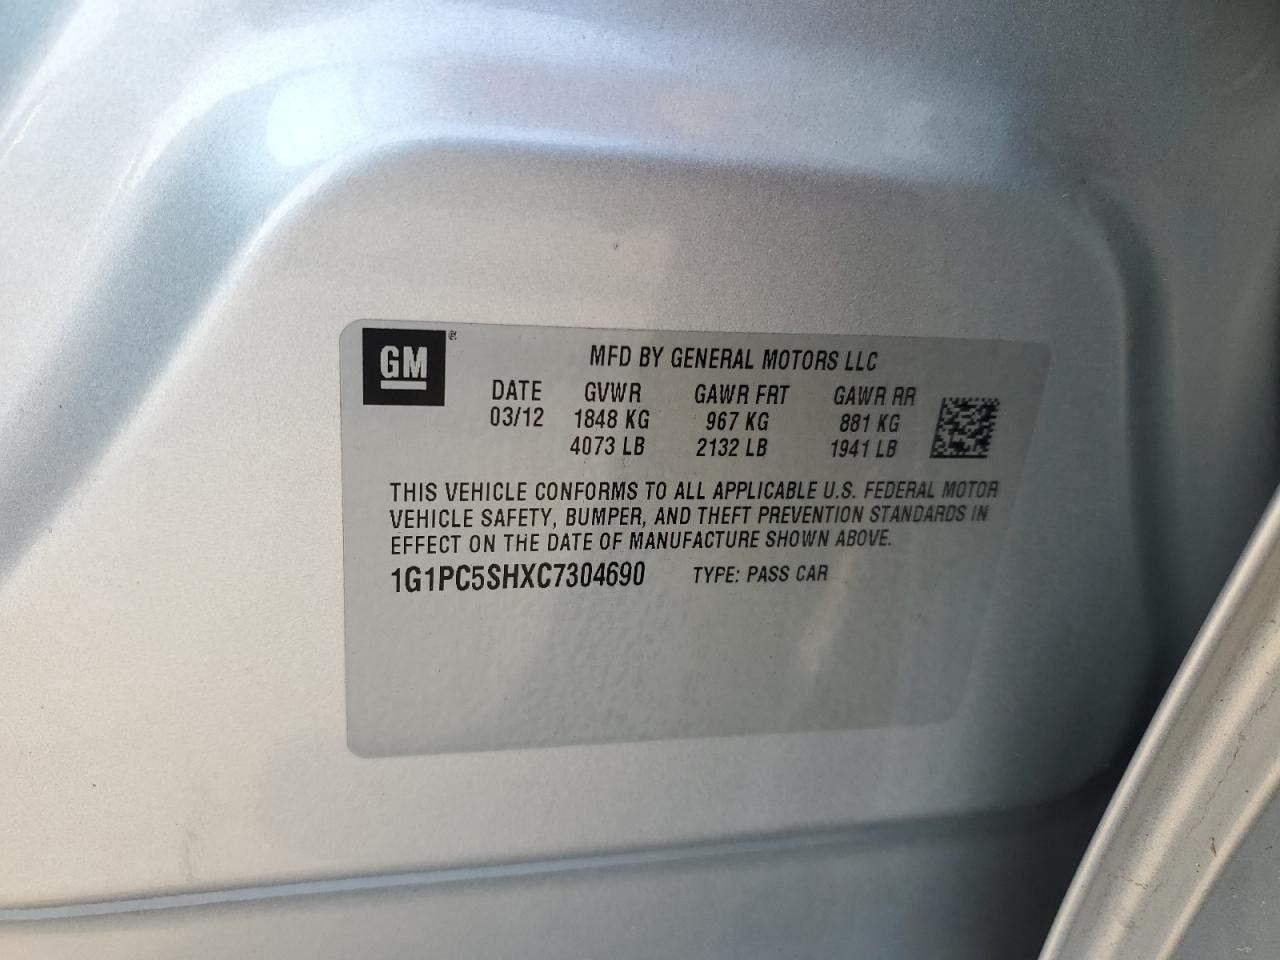 GM ®
MFD BY GENERAL MOTORS LLC
DATE GVWR GAWR FRT GAWR RR
03/12 1848 KG 967 KG 881 KG
4073 LB 2132 LB 1941 LB
THIS VEHICLE CONFORMS TO ALL APPLICABLE U.S. FEDERAL MOTOR
VEHICLE SAFETY, BUMPER, AND THEFT PREVENTION STANDARDS IN
EFFECT ON THE DATE OF MANUFACTURE SHOWN ABOVE.
1G1PC5SHXC7304690 TYPE: PASS CAR